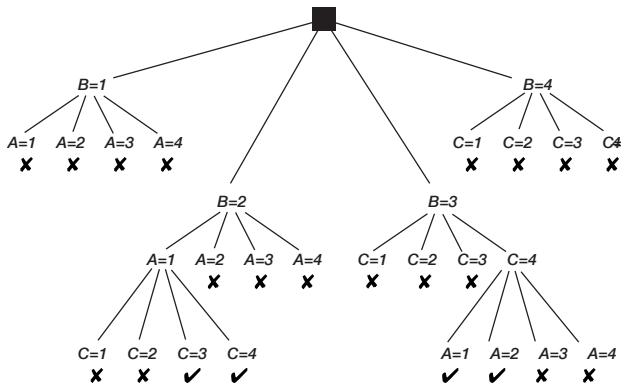 B=1 B=4
A=1 A=2 A=3 A=4 C=1 C=2 C=3 C4=
✘ ✘ ✘ ✘ ✘ ✘ ✘ ✘
B=2 B=3
A=1 A=2 A=3 A=4 C=1 C=2 C=3 C=4
✘ ✘ ✘ ✘ ✘ ✘
C=1 C=2 C=3 C=4 A=1 A=2 A=3 A=4
✘ ✘ ✔ ✔ ✔ ✔ ✘ ✘